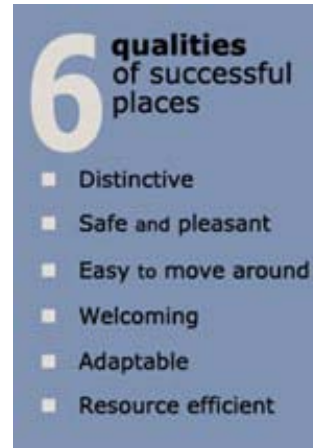 6 qualities
of successful
places
Distinctive
Safe and pleasant
Easy to move around
Welcoming
Adaptable
Resource efficient